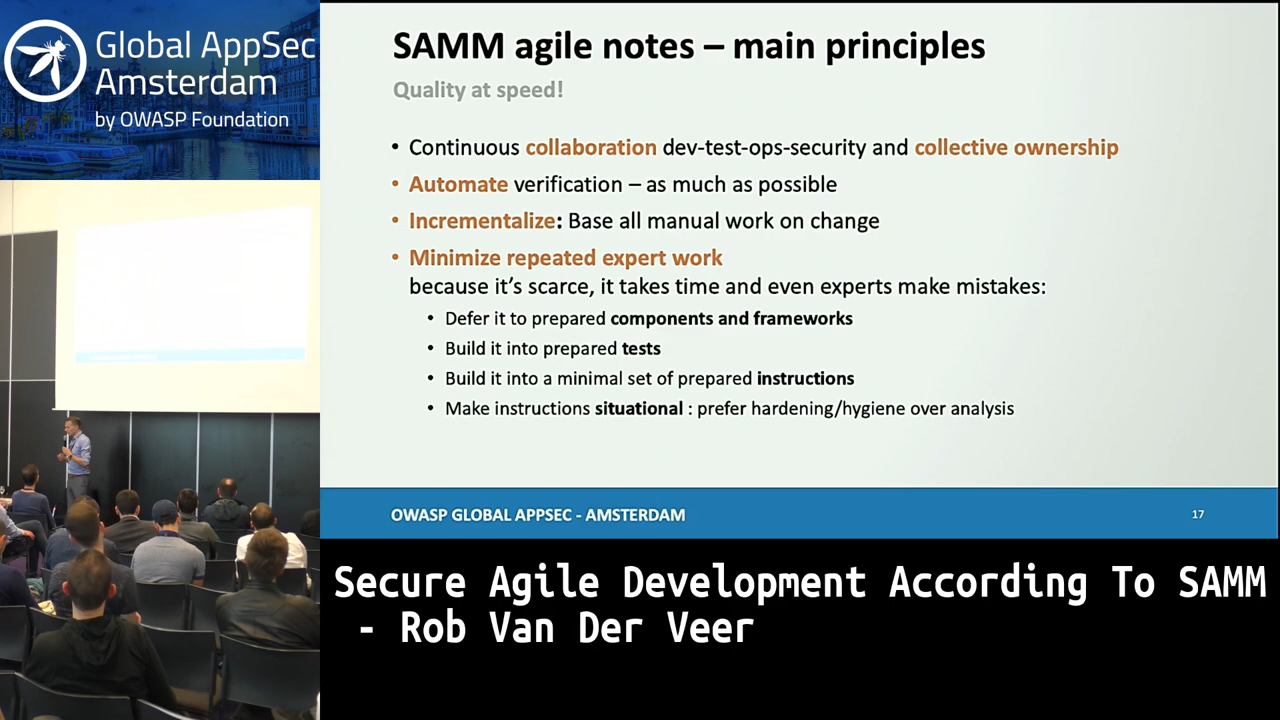 Global AppSec
Amsterdam
by OWASP Foundation
SAMM agile notes – main principles
Quality at speed!
• Continuous collaboration dev-test-ops-security and collective ownership
• Automate verification – as much as possible
• Incrementalize: Base all manual work on change
• Minimize repeated expert work
because it's scarce, it takes time and even experts make mistakes:
• Defer it to prepared components and frameworks
• Build it into prepared tests
• Build it into a minimal set of prepared instructions
• Make instructions situational : prefer hardening/hygiene over analysis
OWASP GLOBAL APPSEC - AMSTERDAM
17
Secure Agile Development According To SAMM
- Rob Van Der Veer